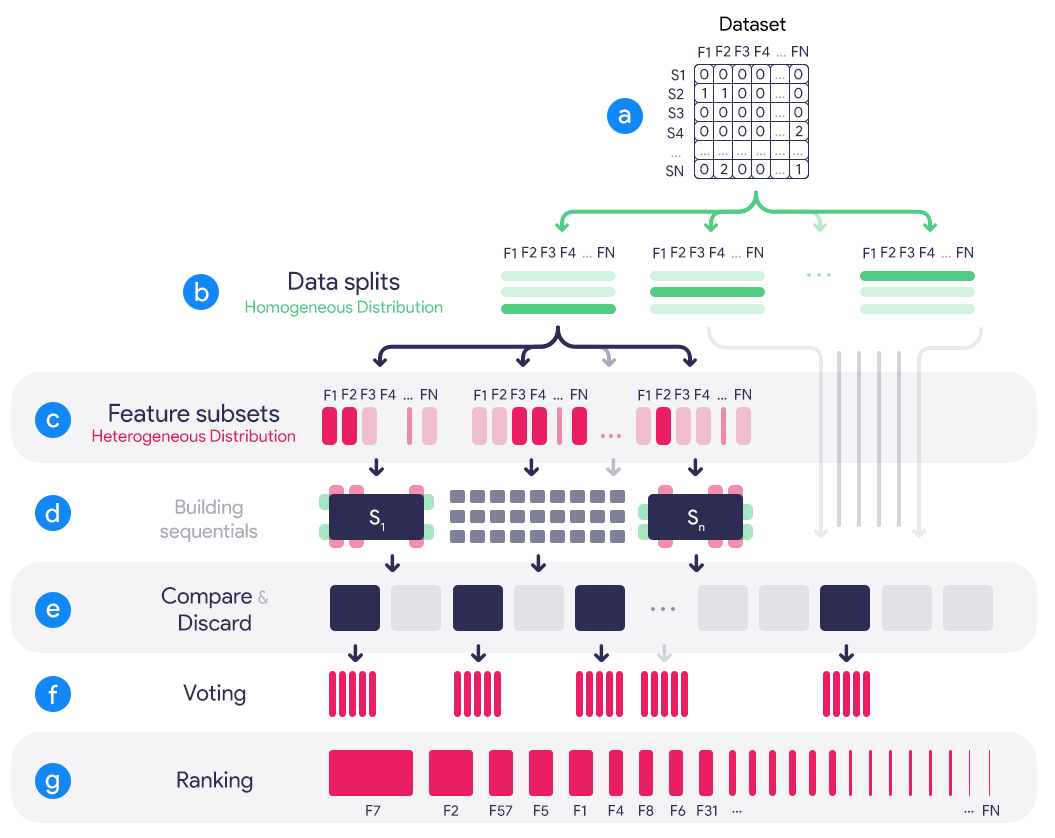 Dataset
F1 F2 F3 F4 ... FN
S1 0 0 0 0 ... 0
a
S2 1 1 0 0 ... 0
S3 0 0 0 0 ... 0
S4 0 0 0 0 ... 2
... ... ... ... ... ... ...
SN 0 2 0 0 ... 1
F1 F2 F3 F4 ... FN F1 F2 F3 F4 ... FN F1 F2 F3 F4 ... FN
b
Data splits
...
Homogeneous Distribution
F1 F2 F3 F4 ... FN F1 F2 F3 F4 ... FN F1 F2 F3 F4 ... FN
c
Feature subsets
Heterogeneous Distribution
...
d
Building
sequentials
S1 Sn
e
Compare &
Discard
...
f
Voting
g
Ranking
F7 F2 F57 F5 F1 F4 F8 F6 F31 ... ... FN